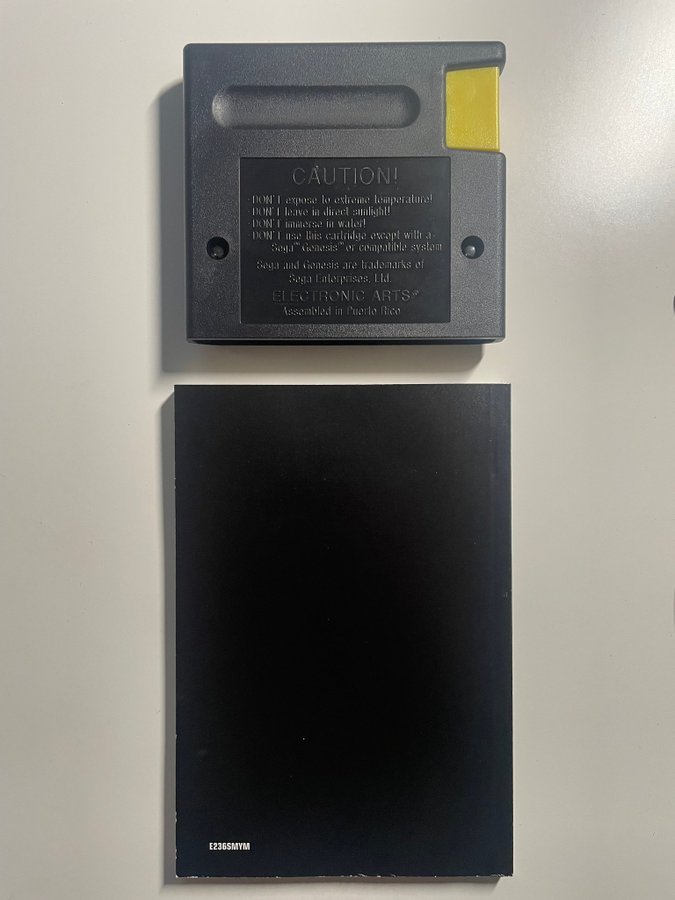 CAUTION!
DON'T expose to extreme temperature!
DON'T leave in direct sunlight!
DON'T immerse in water!
DON'T use this cartridge except with a
Sega™ Genesis™ or compatible system
Sega and Genesis are trademarks of
Sega Enterprises, Ltd.
ELECTRONIC ARTS®
Assembled in Puerto Rico
E236SMYM